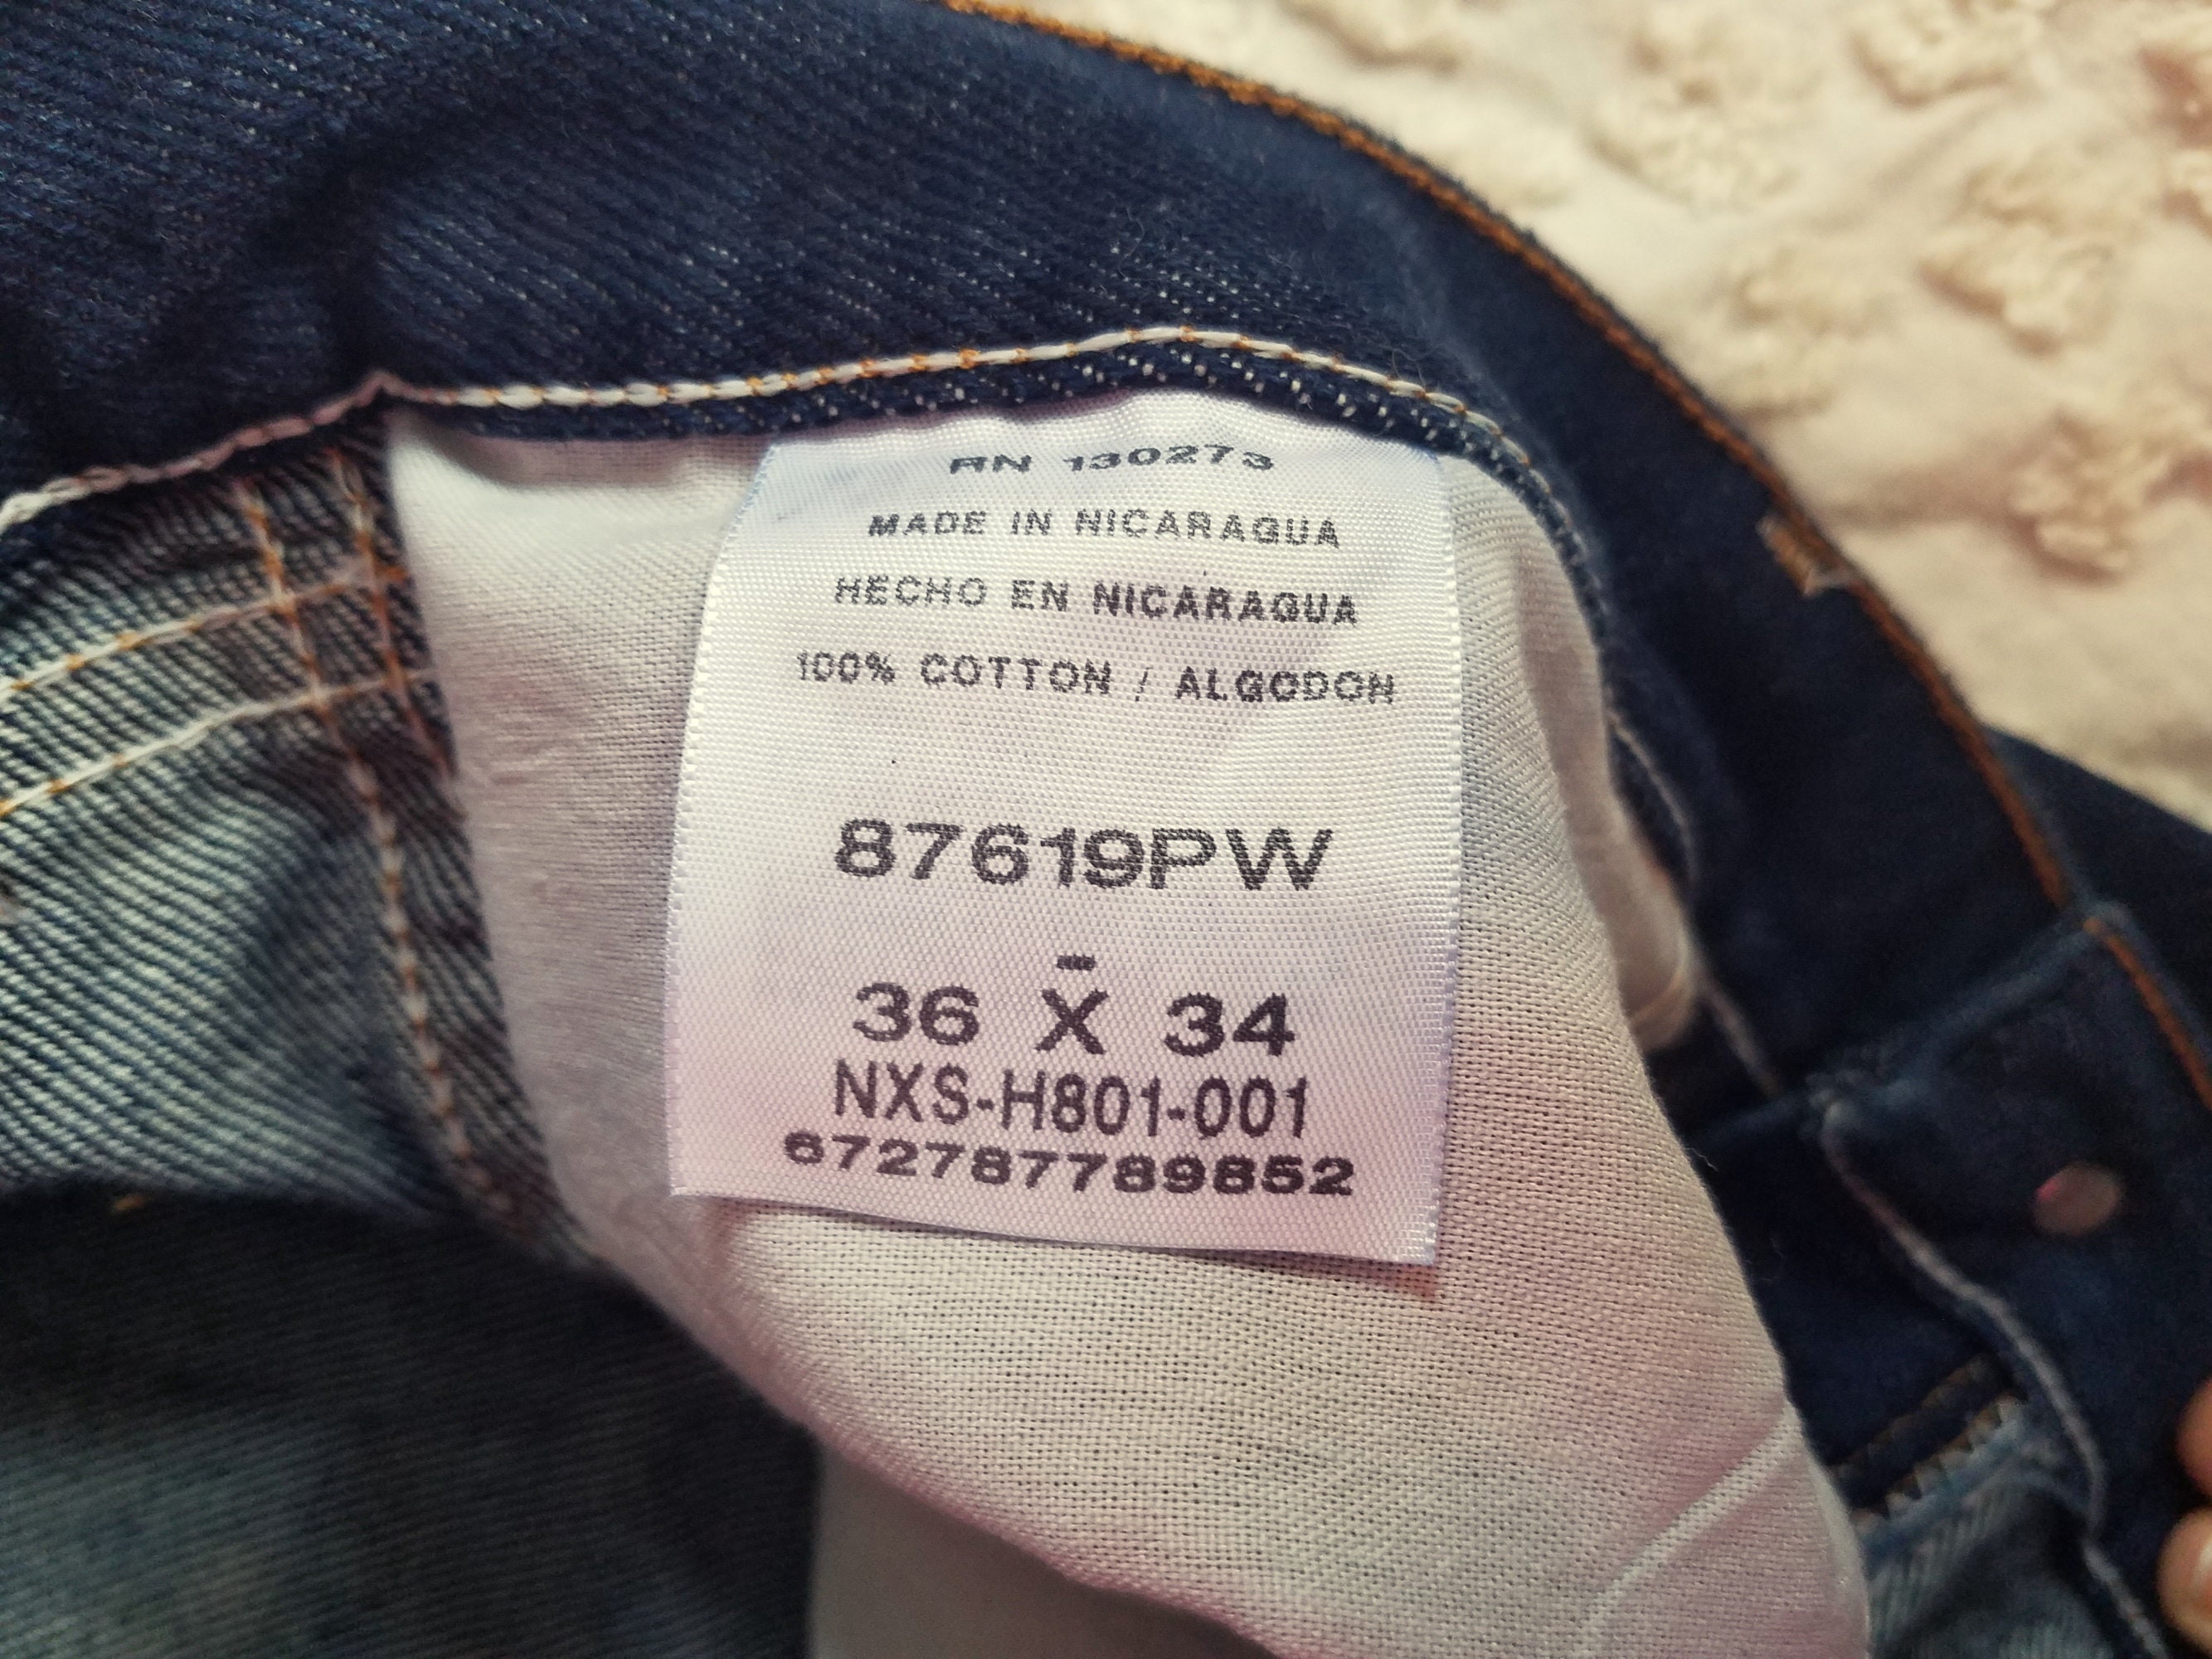 RN 130273
MADE IN NICARAGUA
HECHO EN NICARAGUA
100% COTTON / ALGODON
87619PW
-
36 X 34
NXS-H801-001
672787789852